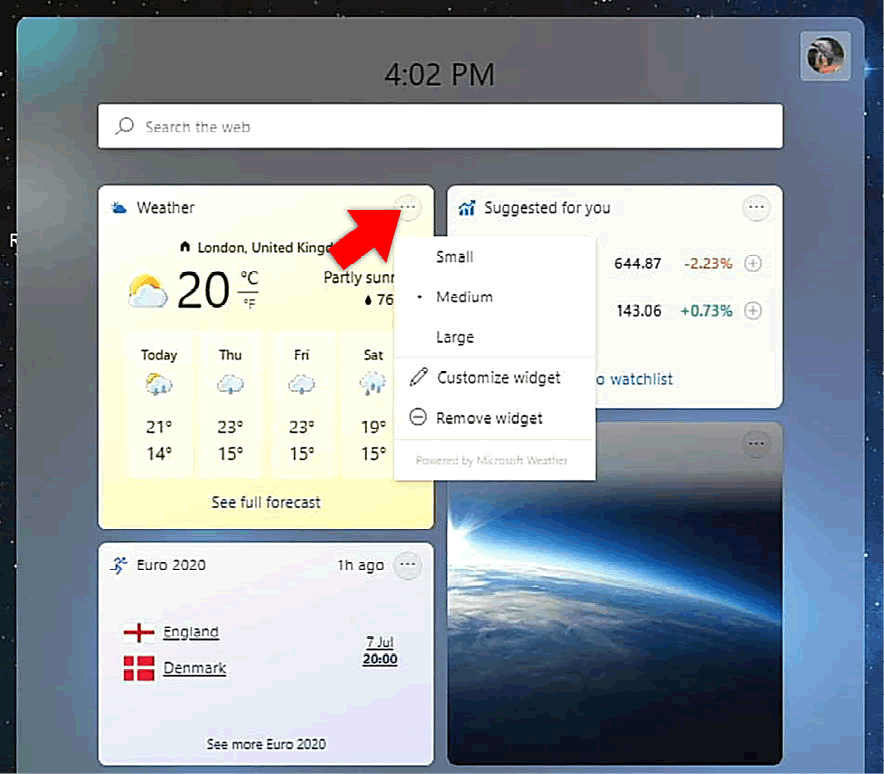 4:02 PM
Search the web
Weather
London, United Kingd
20 °C
°F
Partly sunn
76
Today Thu Fri Sat
21° 23° 23° 19°
14° 15° 15° 15°
See full forecast
Small
Medium
Large
Customize widget
Remove widget
Powered by Microsoft Weather
Suggested for you
644.87 -2.23%
143.06 +0.73%
o watchlist
Euro 2020 1h ago
England
Denmark
7 Jul
20:00
See more Euro 2020
R